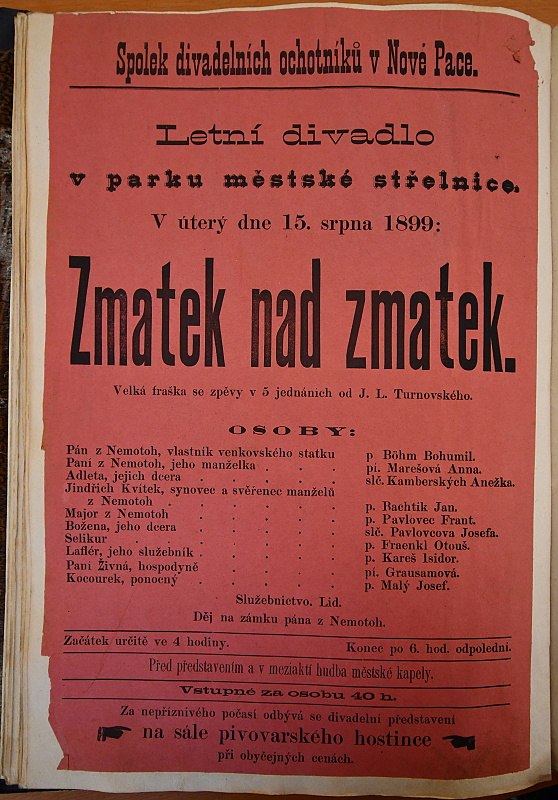 Spolek divadelních ochotníků v Nové Pace.
Letní divadlo
v parku městské střelnice.
V úterý dne 15. srpna 1899:
Zmatek nad zmatek.
Velká fraška se zpěvy v 5 jednáních od J. L. Turnovského.
OSOBY:
Pán z Nemotoh, vlastník venkovského statku p Böhm Bohumil.
Paní z Nemotoh, jeho manželka . . . pí. Marešová Anna.
Adleta, jejich dcera . . . . . slč. Kamberských Anežka.
Jindřich Kvítek, synovec a svěřenec manželů
z Nemotoh . . . . . p. Bachtík Jan.
Major z Nemotoh . . . . . p. Pavlovec Frant.
Božena, jeho dcera . . . . slč. Pavlovcova Josefa.
Selikur . . . . . . p. Fraenkl Otouš.
Laflér, jeho služebník . . . . . p. Kareš Isidor.
Paní Živná, hospodyně . . . . pí. Grausamová.
Kocourek, ponocný . . . . . p. Malý Josef.
Služebnictvo. Lid.
Děj na zámku pána z Nemotoh.
Začátek určitě ve 4 hodiny. Konec po 6. hod. odpolední.
Před představením a v meziaktí hudba městské kapely.
Vstupné za osobu 40 h.
Za nepříznivého počasí odbývá se divadelní představení
na sále pivovarského hostince
při obyčejných cenách.